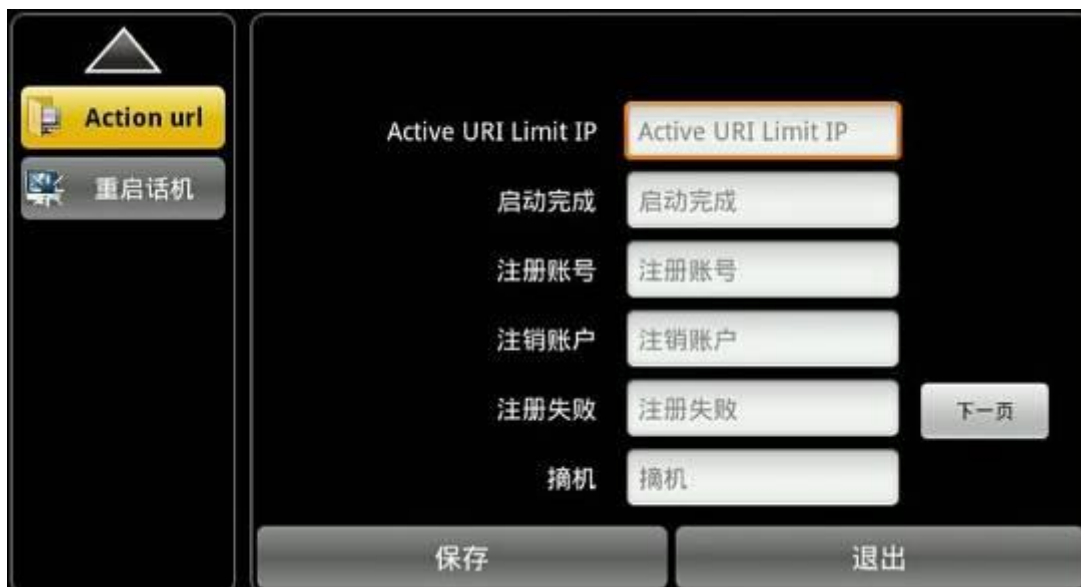 Action url
重启话机
Active URI Limit IP Active URI Limit IP
启动完成 启动完成
注册账号 注册账号
注销账户 注销账户
注册失败 注册失败 下一页
摘机 摘机
保存 退出